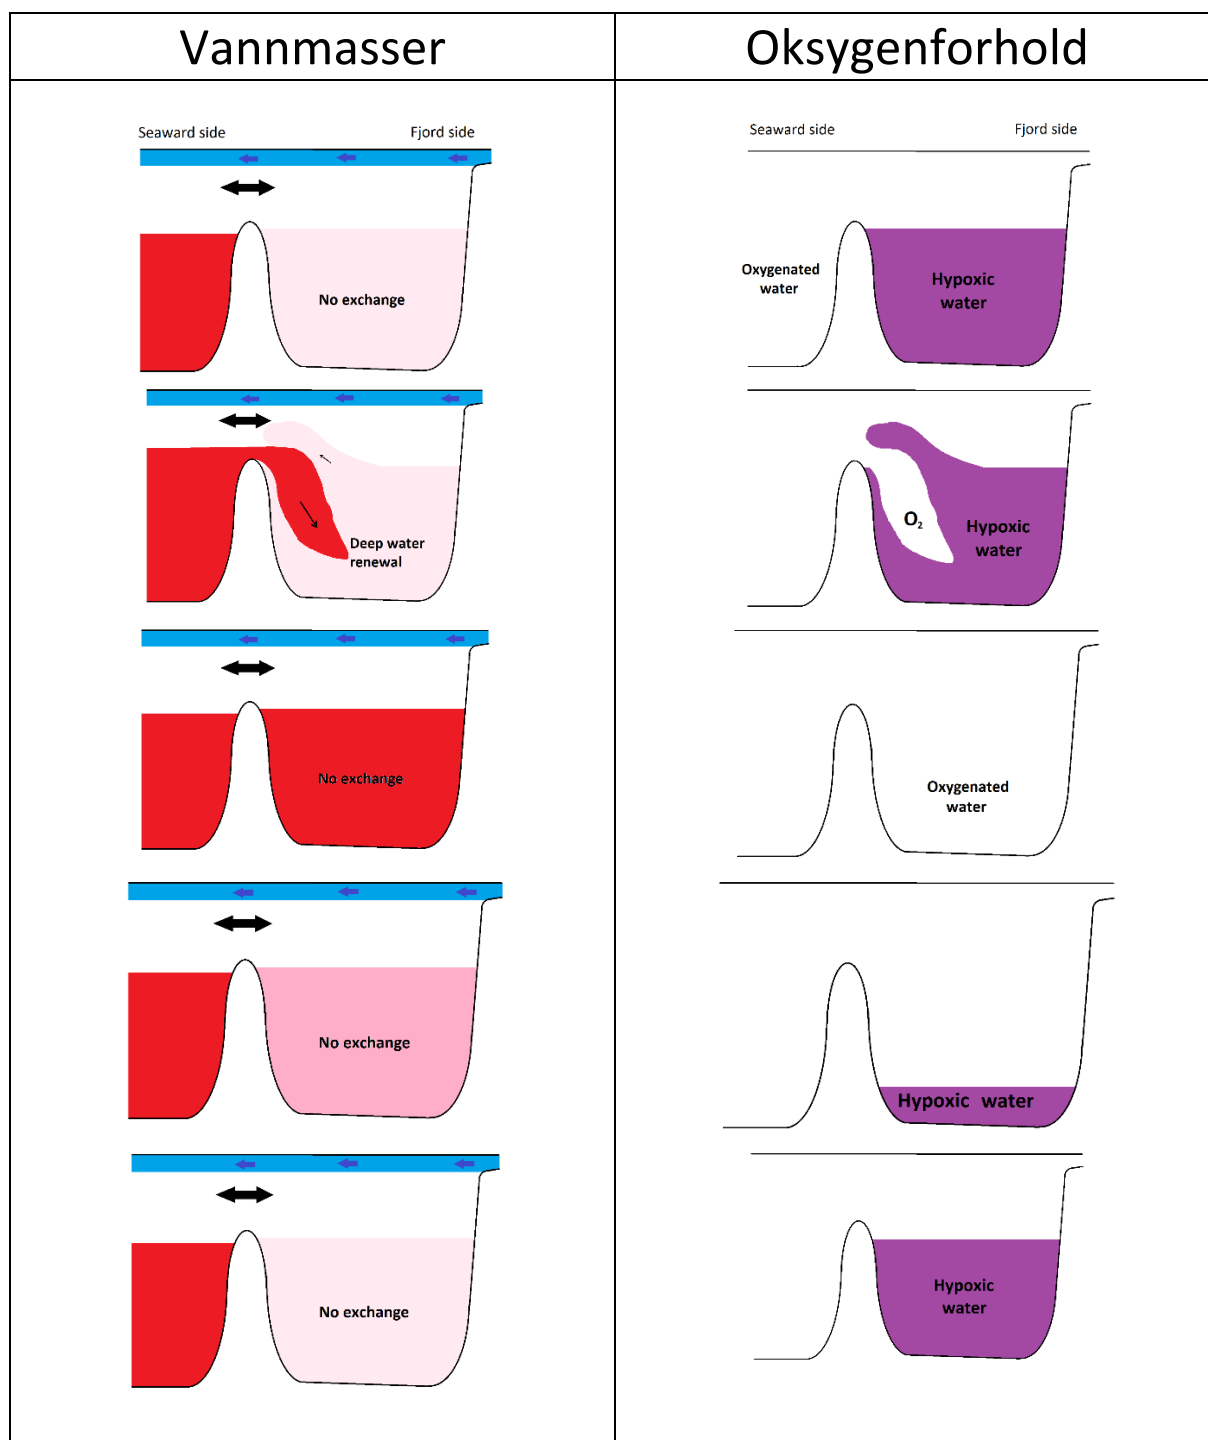 Vannmasser
Oksygenforhold
Seaward side
Fjord side
No exchange
Deep water
renewal
No exchange
No exchange
No exchange
Seaward side
Fjord side
Oxygenated
water
Hypoxic
water
O₂
Hypoxic
water
Oxygenated
water
Hypoxic water
Hypoxic
water